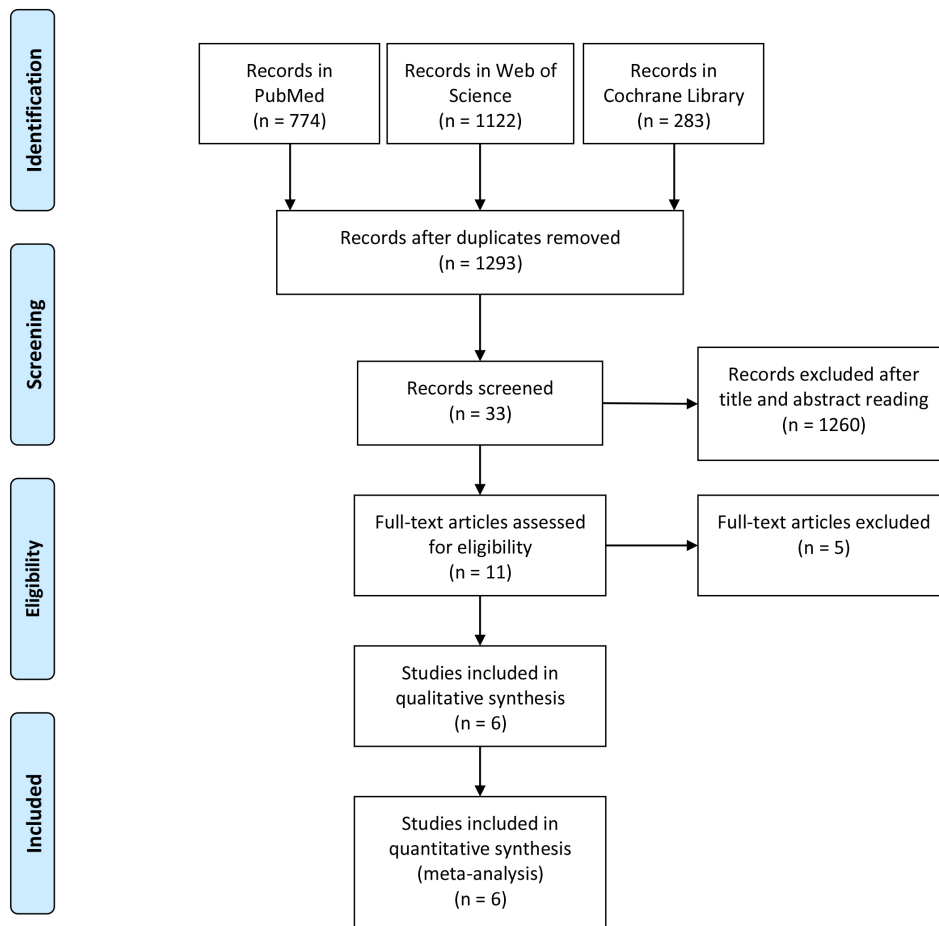 Identification
Records in
PubMed
(n = 774)
Records in Web of
Science
(n = 1122)
Records in
Cochrane Library
(n = 283)
Records after duplicates removed
(n = 1293)
Screening
Records screened
(n = 33)
Records excluded after
title and abstract reading
(n = 1260)
Eligibility
Full-text articles assessed
for eligibility
(n = 11)
Full-text articles excluded
(n = 5)
Studies included in
qualitative synthesis
(n = 6)
Included
Studies included in
quantitative synthesis
(meta-analysis)
(n = 6)